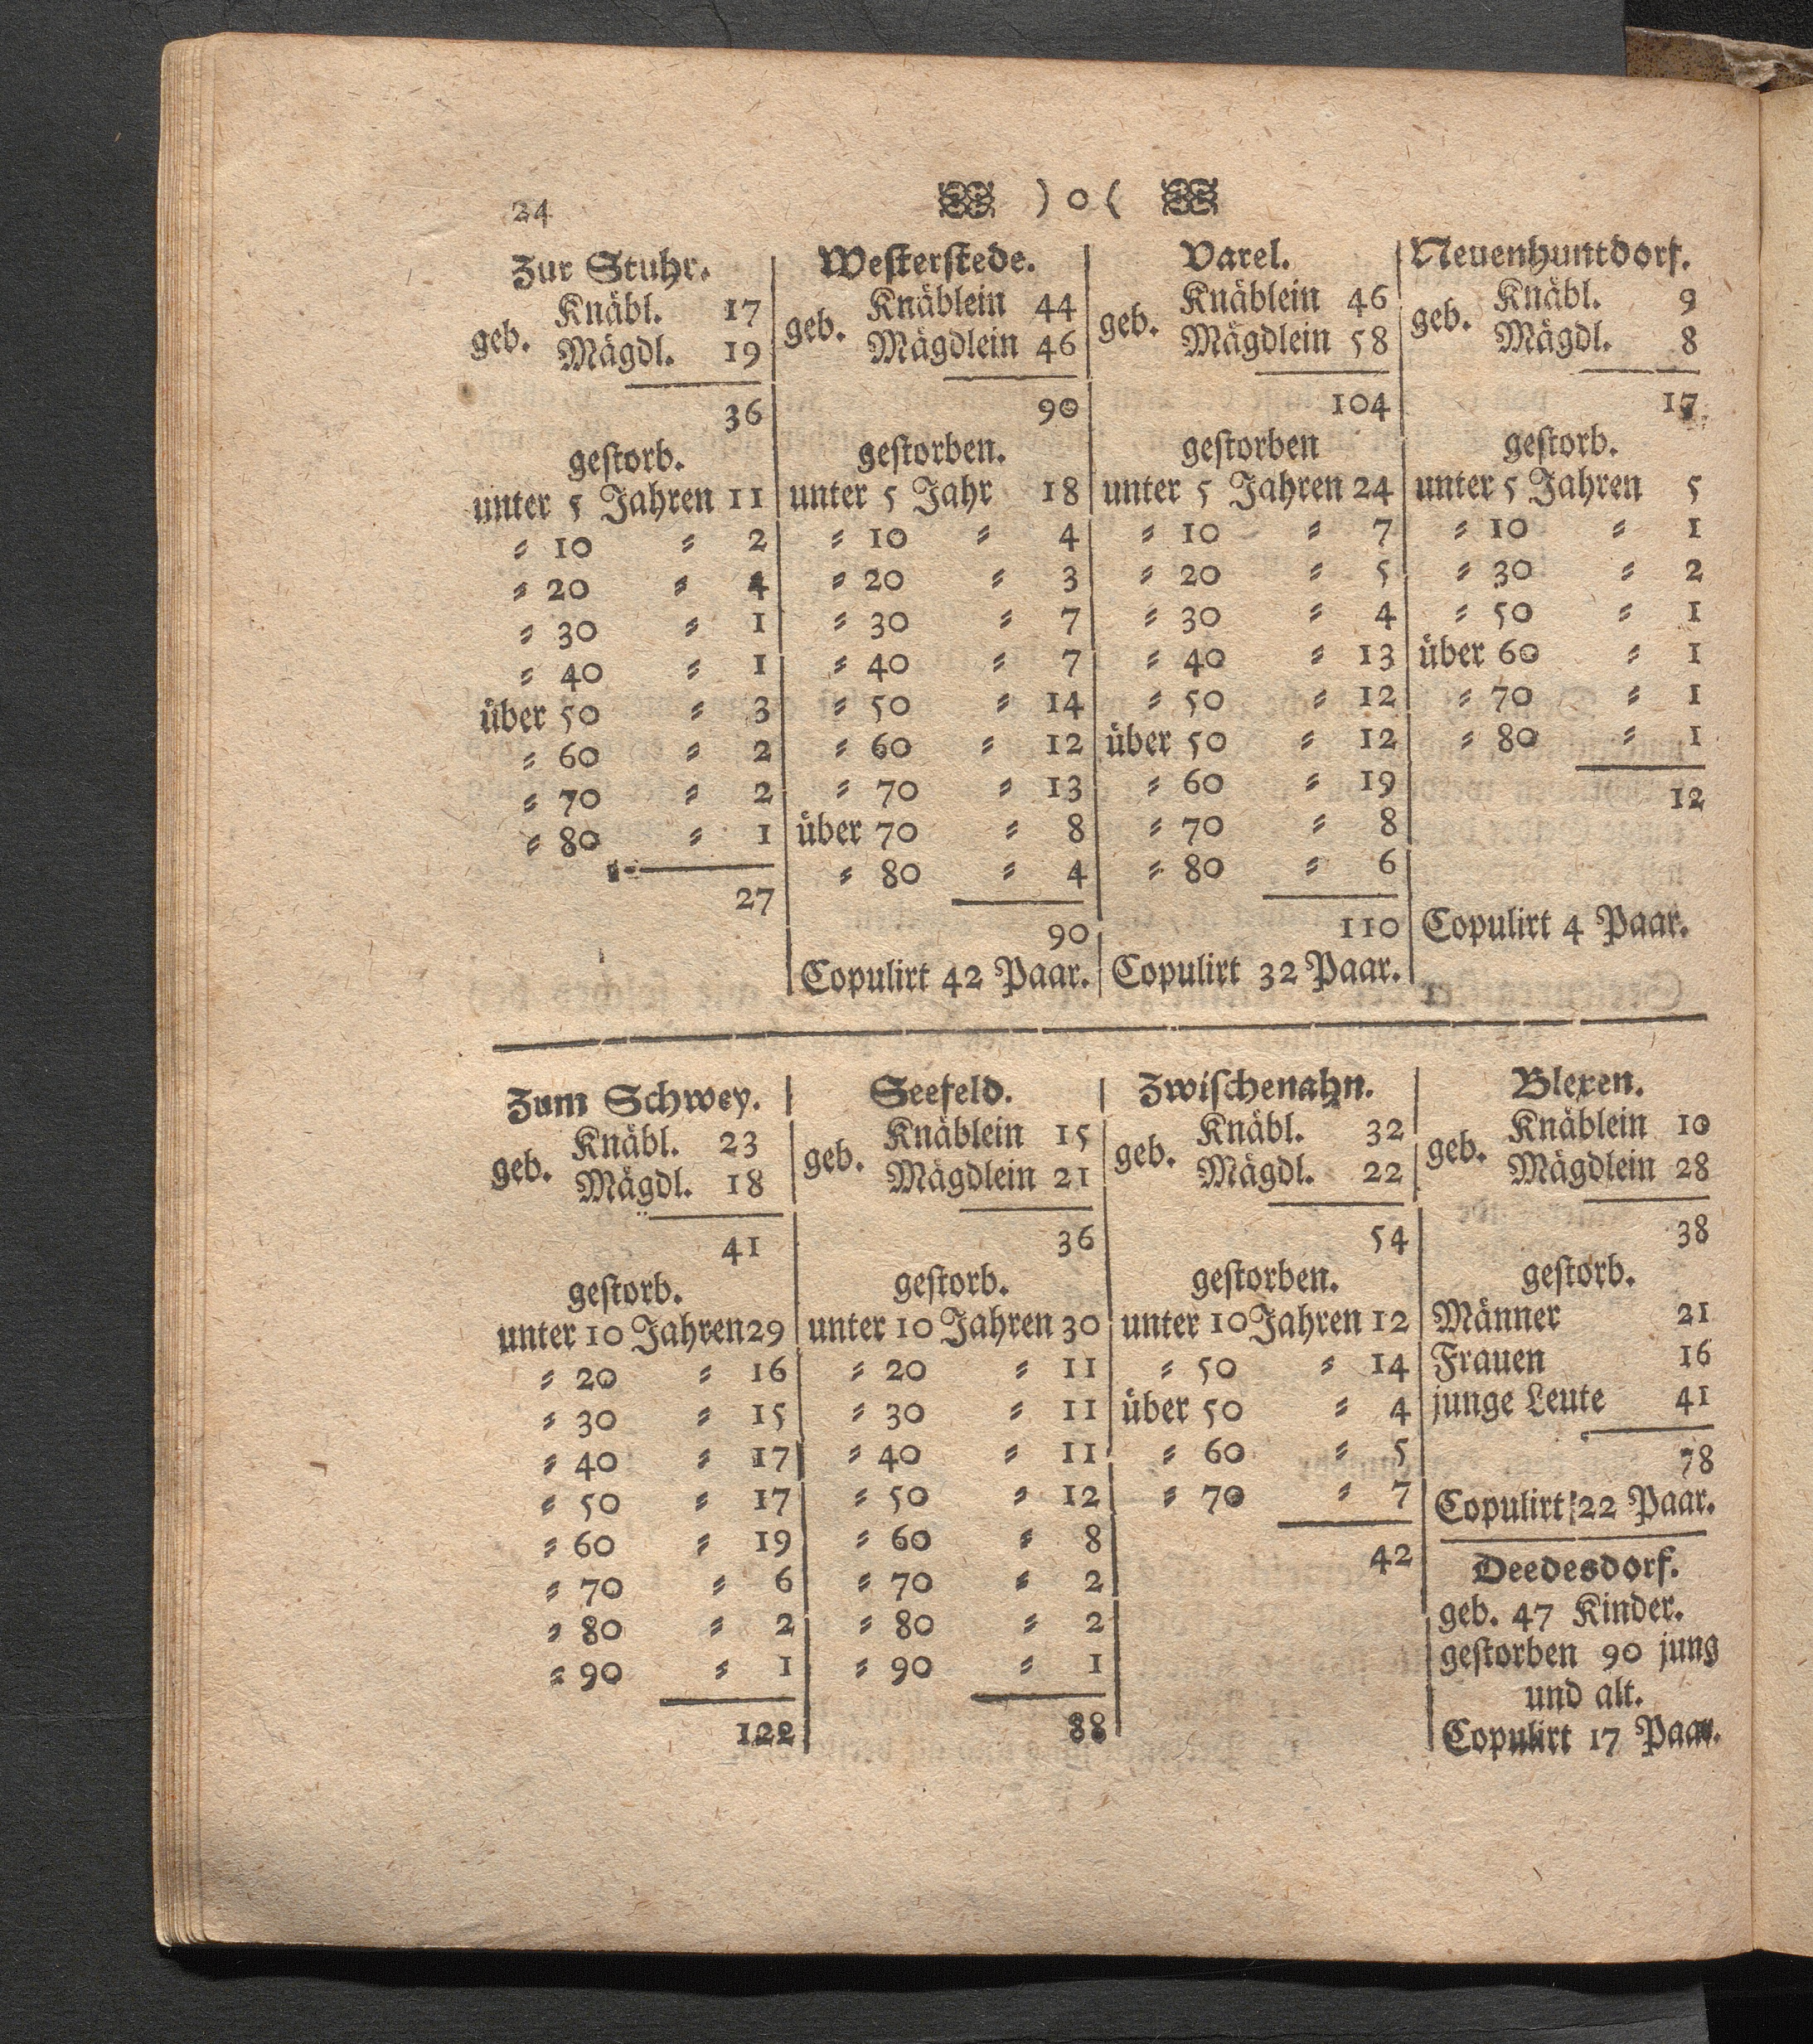 24 ) o (
Zur Stuhr.
geb. Knäbl. 17
Mägdl. 19
36
gestorb.
unter 5 Jahren 11
⸗ 10 ⸗ 2
⸗ 20 ⸗ 4
⸗ 30 ⸗ 1
⸗ 40 ⸗ 1
über 50 ⸗ 3
⸗ 60 ⸗ 2
⸗ 70 ⸗ 2
⸗ 80 ⸗ 1
27
Westerstede.
geb. Knäblein 44
Mägdlein 46
90
gestorben.
unter 5 Jahr 18
⸗ 10 ⸗ 4
⸗ 20 ⸗ 3
⸗ 30 ⸗ 7
⸗ 40 ⸗ 7
⸗ 50 ⸗ 14
⸗ 60 ⸗ 12
⸗ 70 ⸗ 13
über 70 ⸗ 8
⸗ 80 ⸗ 4
90
Copulirt 42 Paar.
Varel.
geb. Knäblein 46
Mägdlein 58
104
gestorben
unter 5 Jahren 24
⸗ 10 ⸗ 7
⸗ 20 ⸗ 5
⸗ 30 ⸗ 4
⸗ 40 ⸗ 13
⸗ 50 ⸗ 12
über 50 ⸗ 12
⸗ 60 ⸗ 19
⸗ 70 ⸗ 8
⸗ 80 ⸗ 6
110
Copulirt 32 Paar.
Neuenhuntdorf.
geb. Knäbl. 9
Mägdl. 8
17
gestorb.
unter 5 Jahren 5
⸗ 10 ⸗ 1
⸗ 30 ⸗ 2
⸗ 50 ⸗ 1
über 60 ⸗ 1
⸗ 70 ⸗ 1
⸗ 80 ⸗ 1
12
Copulirt 4 Paar.
Zum Schwey.
geb. Knäbl. 23
Mägdl. 18
41
gestorb.
unter 10 Jahren 29
⸗ 20 ⸗ 16
⸗ 30 ⸗ 15
⸗ 40 ⸗ 17
⸗ 50 ⸗ 17
⸗ 60 ⸗ 19
⸗ 70 ⸗ 6
⸗ 80 ⸗ 2
⸗ 90 ⸗ 1
122
Seefeld.
geb. Knäblein 15
Mägdlein 21
36
gestorb.
unter 10 Jahren 30
⸗ 20 ⸗ 11
⸗ 30 ⸗ 11
⸗ 40 ⸗ 11
⸗ 50 ⸗ 12
⸗ 60 ⸗ 8
⸗ 70 ⸗ 2
⸗ 80 ⸗ 2
⸗ 90 ⸗ 1
88
Zwischenahn.
geb. Knäbl. 32
Mägdl. 22
54
gestorben.
unter 10 Jahren 12
⸗ 50 ⸗ 14
über 50 ⸗ 4
⸗ 60 ⸗ 5
⸗ 70 ⸗ 7
42
Blexen.
geb. Knäblein 10
Mägdlein 28
38
gestorb.
Männer 21
Frauen 16
junge Leute 41
78
Copulirt 22 Paar.
Deedesdorf.
geb. 47 Kinder.
gestorben 90 jung
und alt.
Copulirt 17 Paar.